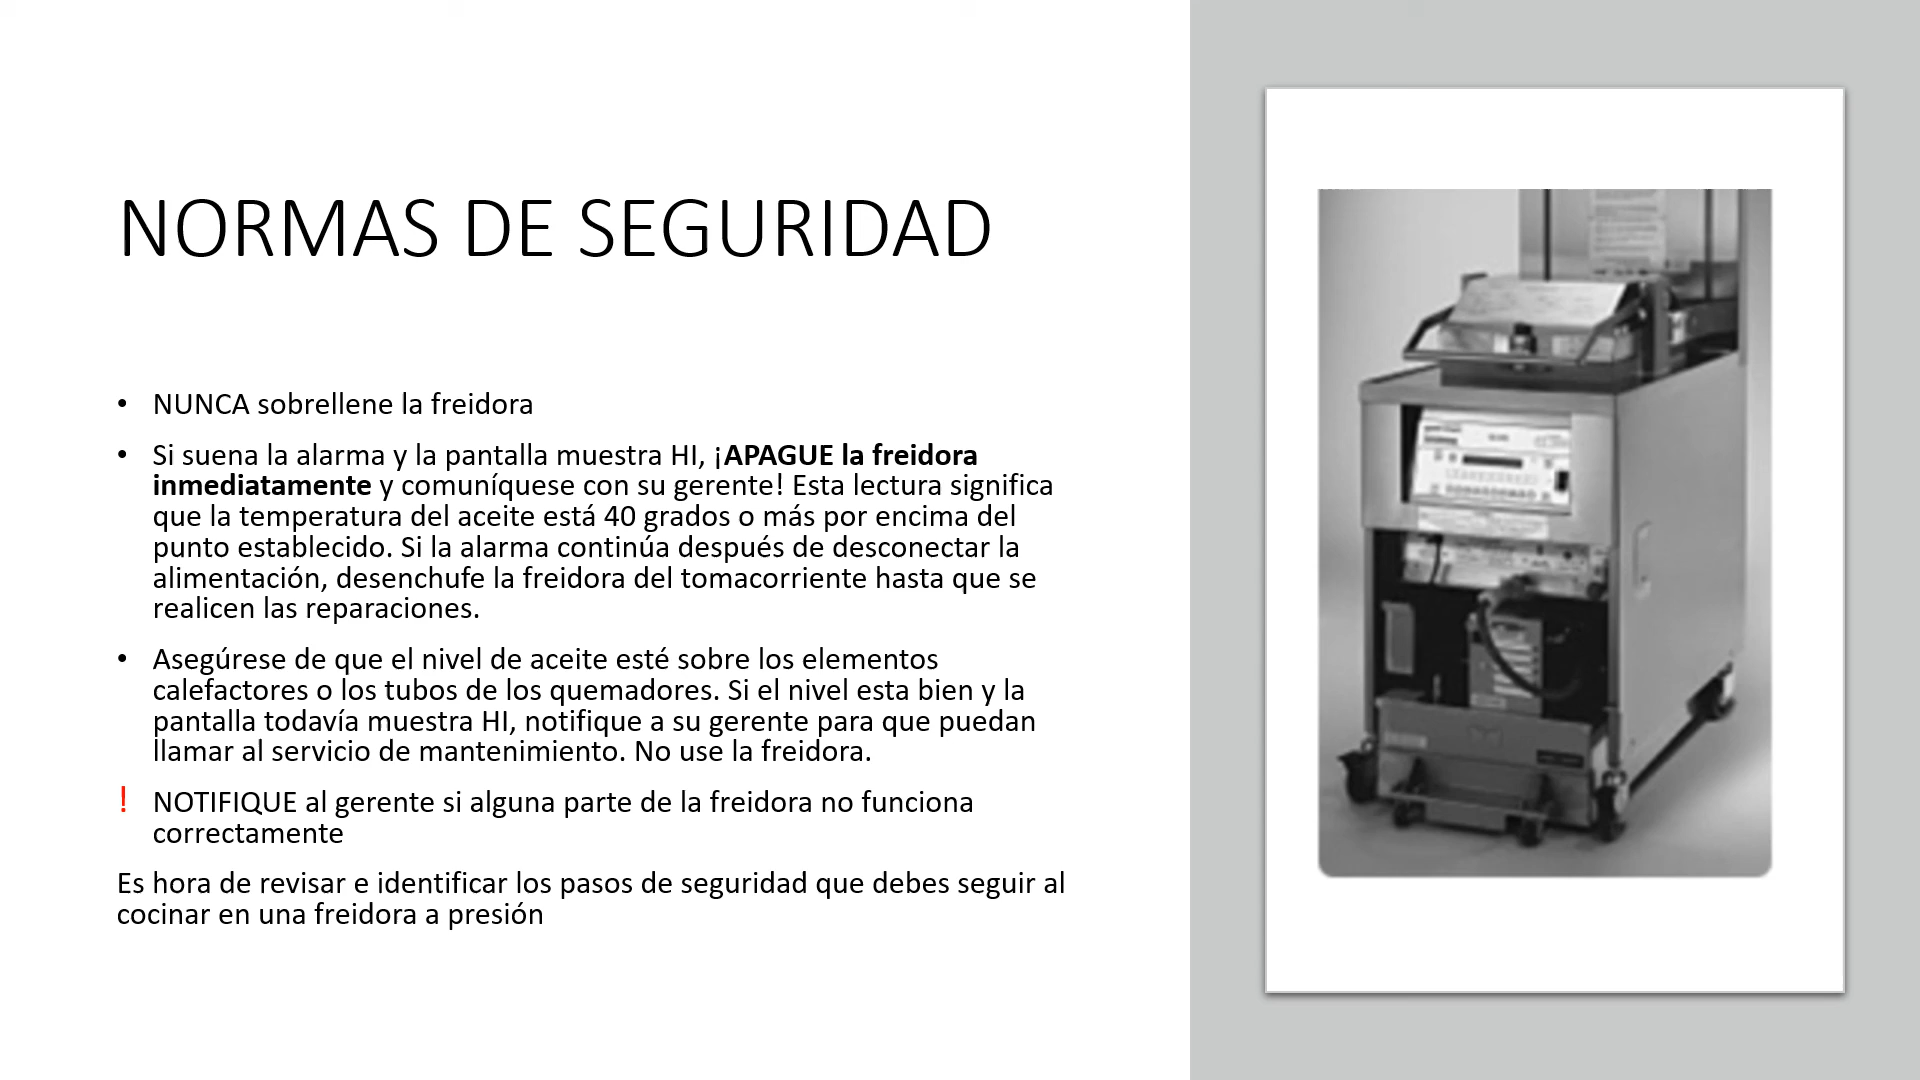 NORMAS DE SEGURIDAD
• NUNCA sobrellene la freidora
• Si suena la alarma y la pantalla muestra HI, ¡APAGUE la freidora
inmediatamente y comuníquese con su gerente! Esta lectura significa
que la temperatura del aceite está 40 grados o más por encima del
punto establecido. Si la alarma continúa después de desconectar la
alimentación, desenchufe la freidora del tomacorriente hasta que se
realicen las reparaciones.
• Asegúrese de que el nivel de aceite esté sobre los elementos
calefactores o los tubos de los quemadores. Si el nivel esta bien y la
pantalla todavía muestra HI, notifique a su gerente para que puedan
llamar al servicio de mantenimiento. No use la freidora.
! NOTIFIQUE al gerente si alguna parte de la freidora no funciona
correctamente
Es hora de revisar e identificar los pasos de seguridad que debes seguir al
cocinar en una freidora a presión